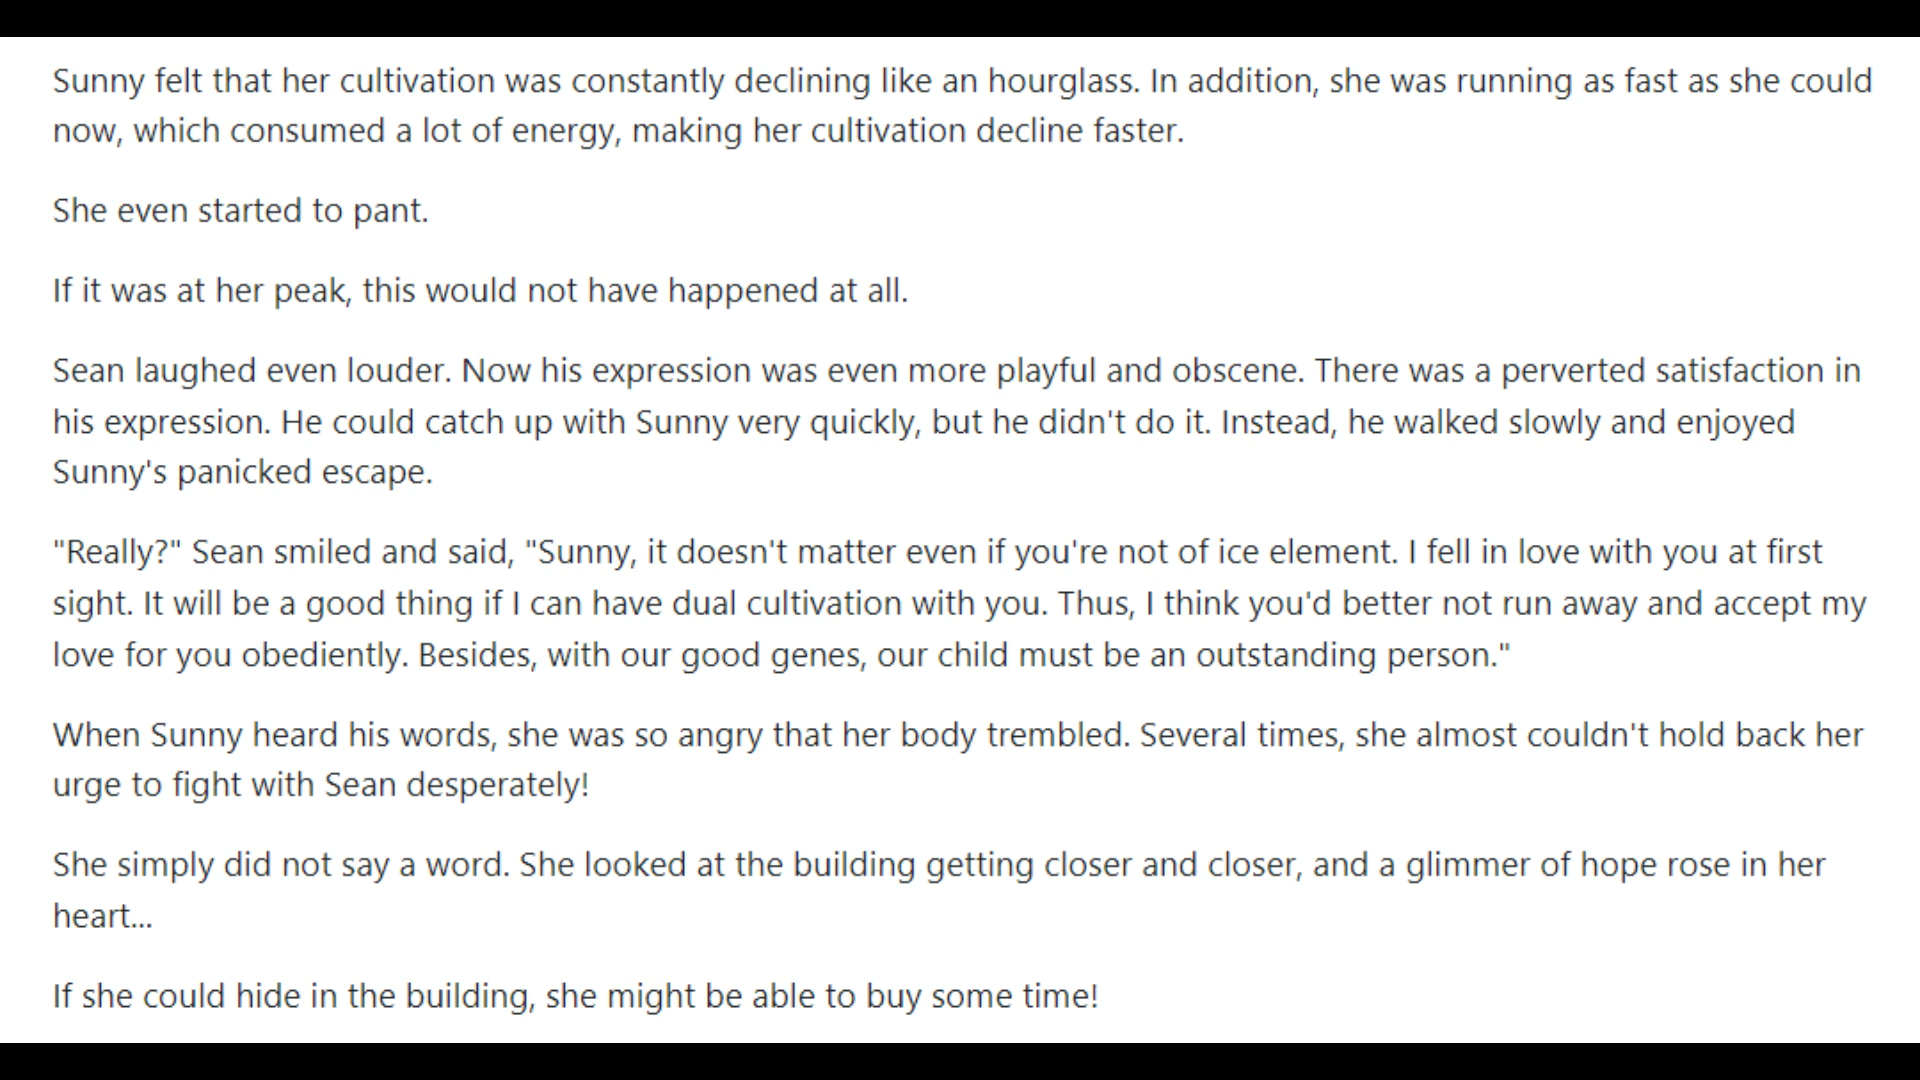 Sunny felt that her cultivation was constantly declining like an hourglass. In addition, she was running as fast as she could
now, which consumed a lot of energy, making her cultivation decline faster.
She even started to pant.
If it was at her peak, this would not have happened at all.
Sean laughed even louder. Now his expression was even more playful and obscene. There was a perverted satisfaction in
his expression. He could catch up with Sunny very quickly, but he didn't do it. Instead, he walked slowly and enjoyed
Sunny's panicked escape.
"Really?" Sean smiled and said, "Sunny, it doesn't matter even if you're not of ice element. I fell in love with you at first
sight. It will be a good thing if I can have dual cultivation with you. Thus, I think you'd better not run away and accept my
love for you obediently. Besides, with our good genes, our child must be an outstanding person."
When Sunny heard his words, she was so angry that her body trembled. Several times, she almost couldn't hold back her
urge to fight with Sean desperately!
She simply did not say a word. She looked at the building getting closer and closer, and a glimmer of hope rose in her
heart...
If she could hide in the building, she might be able to buy some time!